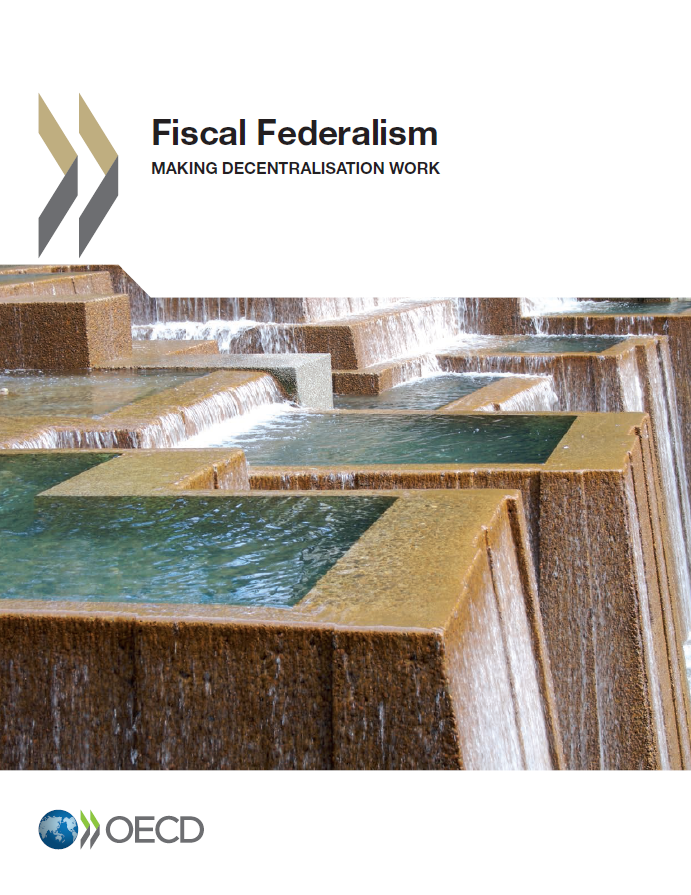 Fiscal Federalism
MAKING DECENTRALISATION WORK
OECD